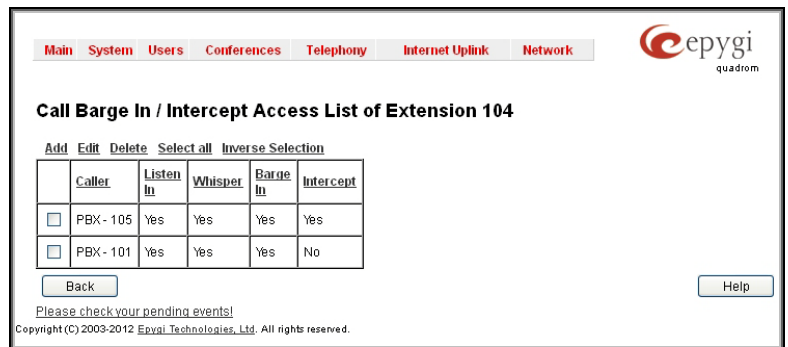 Main System Users Conferences Telephony Internet Uplink Network
epygi
quadrom
Call Barge In / Intercept Access List of Extension 104
Add Edit Delete Select all Inverse Selection
Caller Listen In Whisper Barge In Intercept
PBX - 105 Yes Yes Yes Yes
PBX - 101 Yes Yes Yes No
Back Help
Please check your pending events!
Copyright (C) 2003-2012 Epygi Technologies, Ltd. All rights reserved.